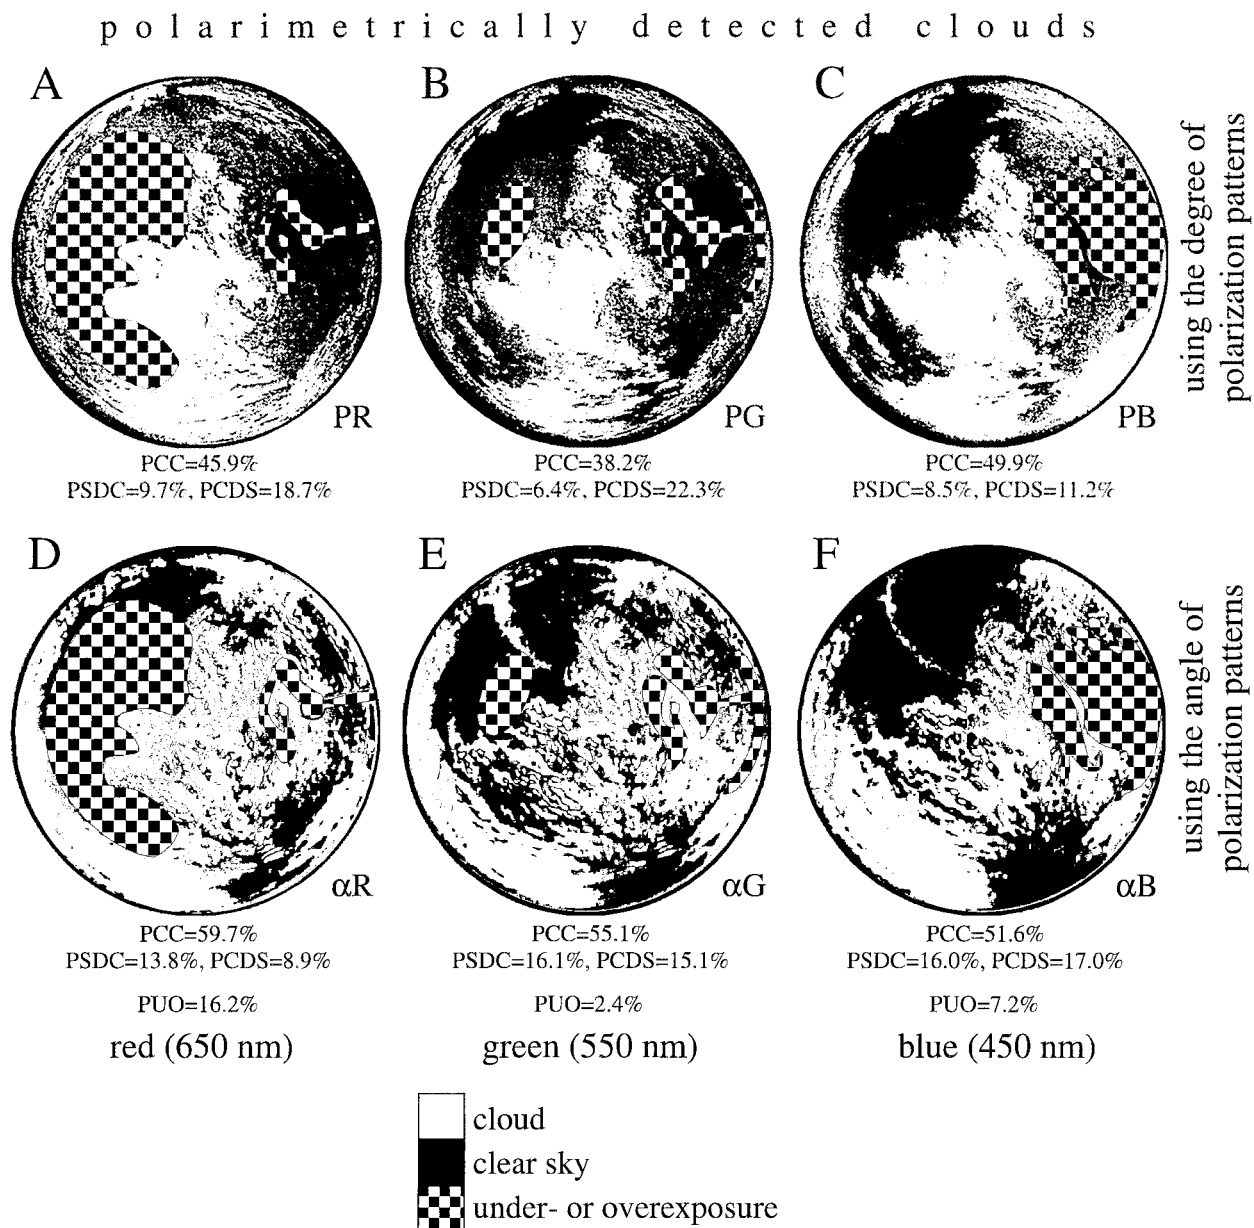 polarimetrically detected clouds
A
B
C
using the degree of
polarization patterns
PR
PG
PB
PCC=45.9%
PSDC=9.7%, PCDS=18.7%
PCC=38.2%
PSDC=6.4%, PCDS=22.3%
PCC=49.9%
PSDC=8.5%, PCDS=11.2%
D
E
F
using the angle of
polarization patterns
αR
αG
αB
PCC=59.7%
PSDC=13.8%, PCDS=8.9%
PCC=55.1%
PSDC=16.1%, PCDS=15.1%
PCC=51.6%
PSDC=16.0%, PCDS=17.0%
PUO=16.2%
PUO=2.4%
PUO=7.2%
red (650 nm)
green (550 nm)
blue (450 nm)
cloud
clear sky
under- or overexposure